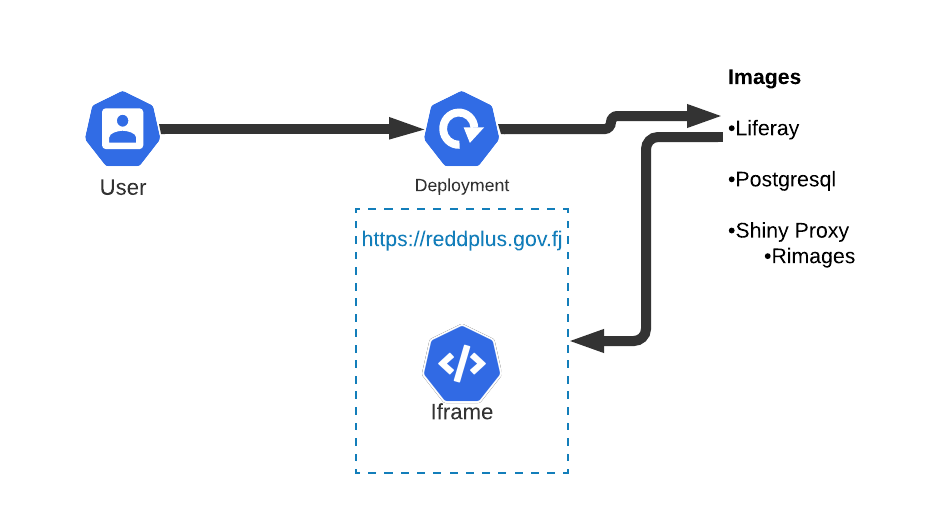 Images
•Liferay
•Postgresql
•Shiny Proxy
•Rimages
User
Deployment
https://reddplus.gov.fj
Iframe